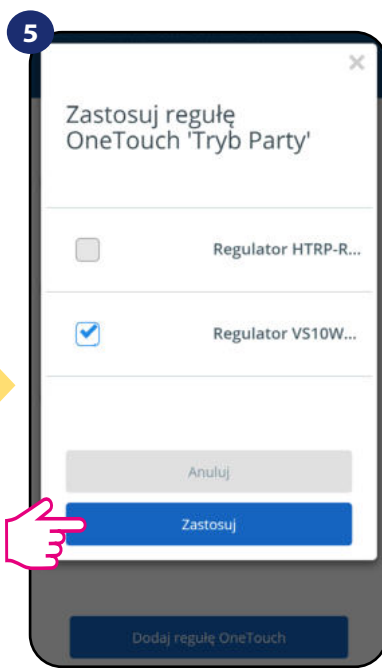 5
×
Zastosuj regułę
OneTouch 'Tryb Party'
Regulator HTRP-R...
Regulator VS10W...
Anuluj
Zastosuj
Dodaj regułę OneTouch